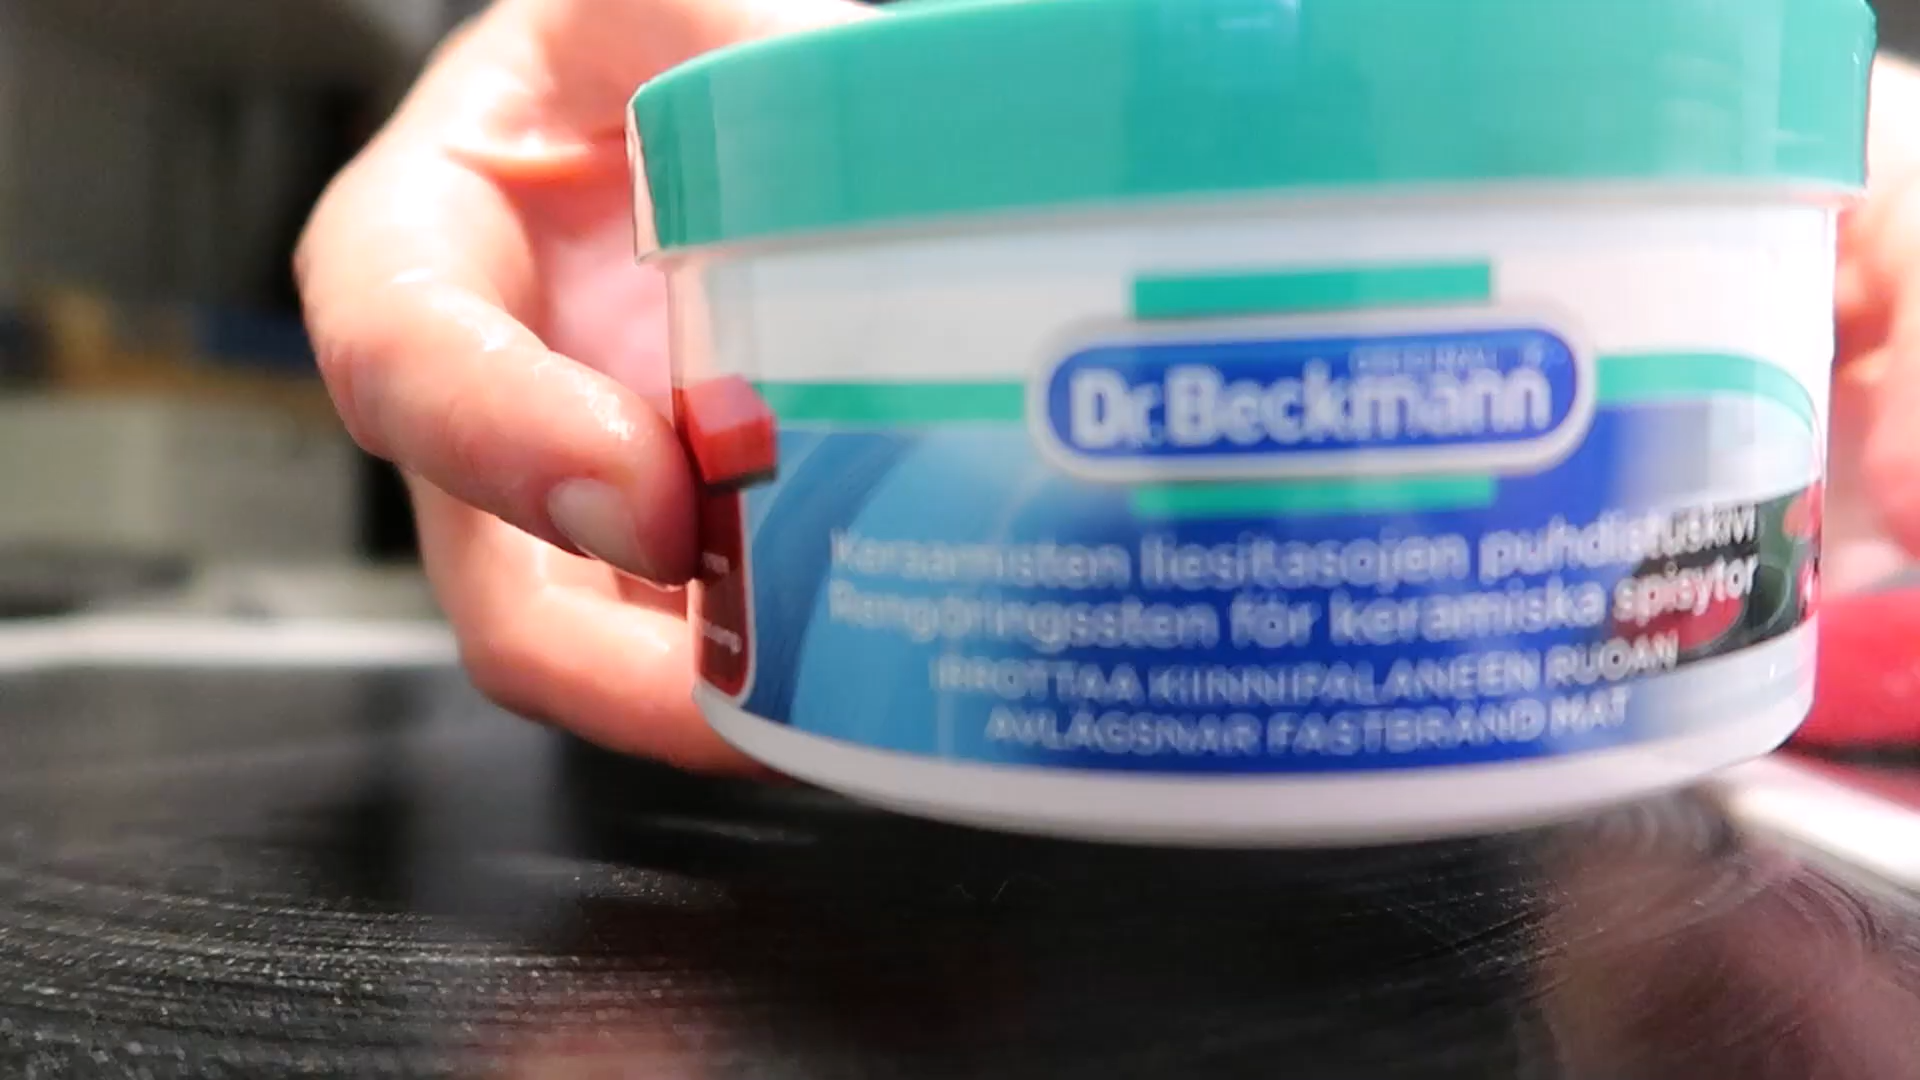 Dr.Beckmann
Keraamisten liesitasojen puhdistuskivi
Rengöringssten för keramiska spisytor
IRROTTAA KIINNIPALANEEN RUOAN
AVLÄGSNAR FASTBRÄND MAT